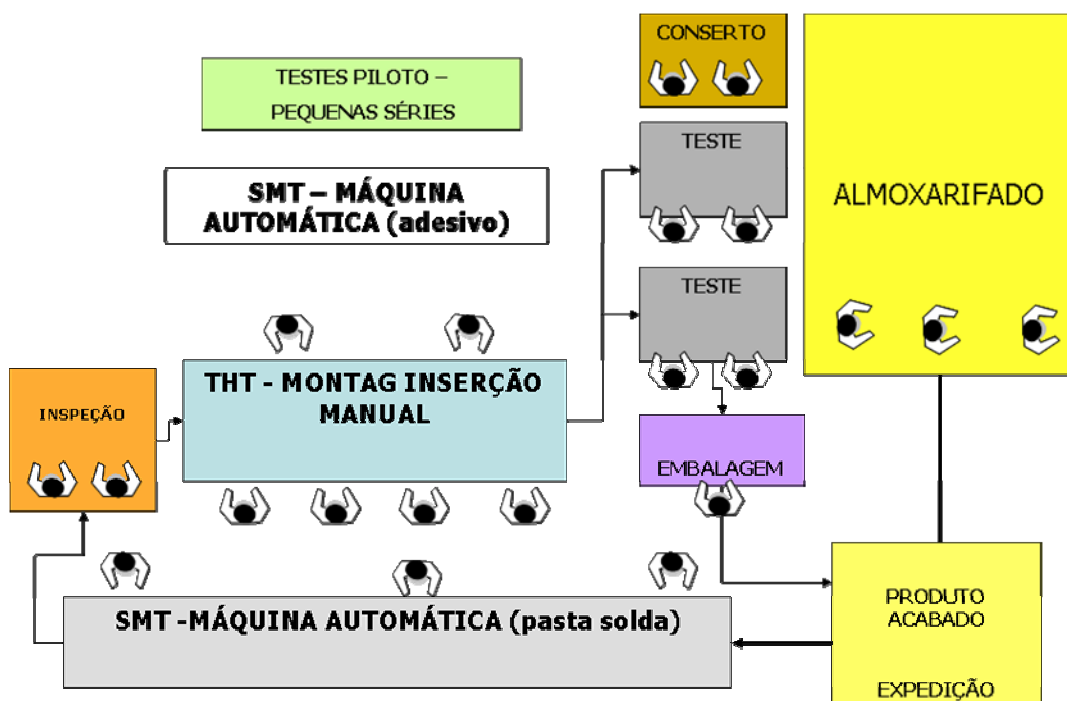 CONSERTO
TESTES PILOTO –
PEQUENAS SÉRIES
TESTE
SMT – MÁQUINA
AUTOMÁTICA (adesivo)
ALMOXARIFADO
TESTE
THT - MONTAG INSERÇÃO
MANUAL
INSPEÇÃO
EMBALAGEM
SMT -MÁQUINA AUTOMÁTICA (pasta solda)
PRODUTO
ACABADO
EXPEDIÇÃO